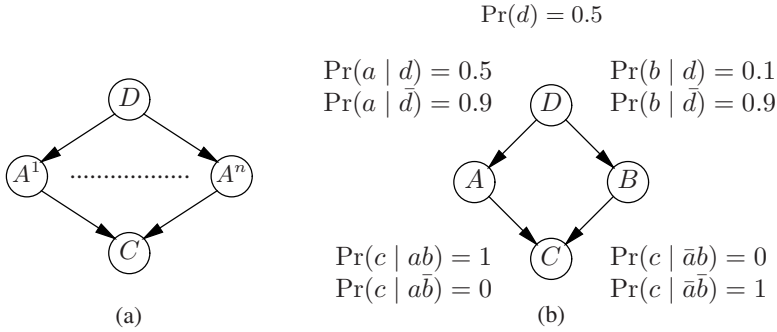 Pr(d) = 0.5
Pr(a | d) = 0.5
Pr(a | d̄) = 0.9
Pr(b | d) = 0.1
Pr(b | d̄) = 0.9
D
A¹ .................. Aⁿ
C
D
A B
C
Pr(c | ab) = 1
Pr(c | ab̄) = 0
Pr(c | āb) = 0
Pr(c | āb̄) = 1
(a)
(b)